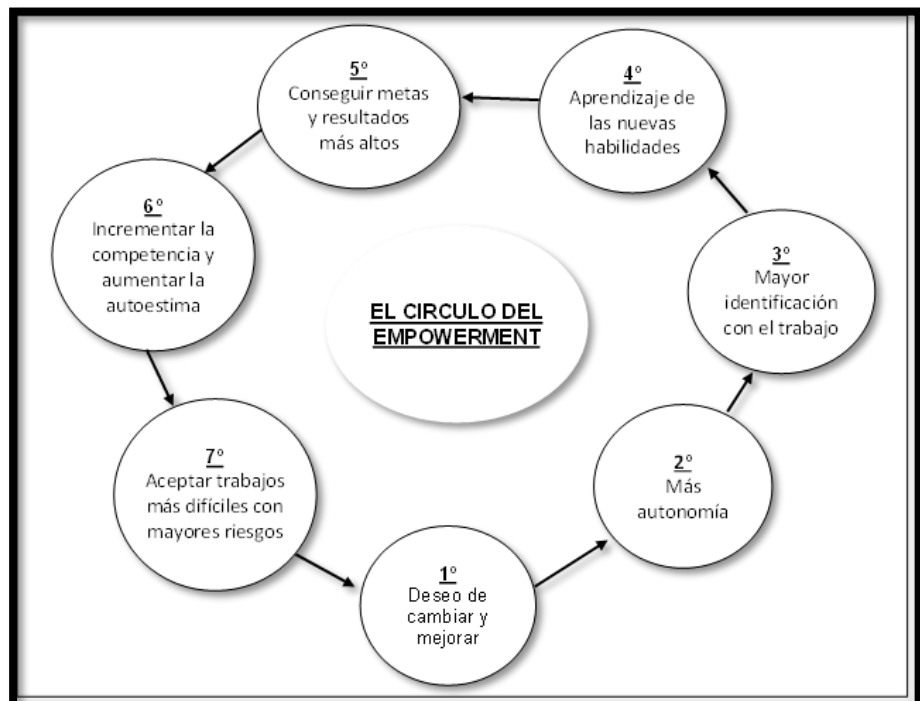 EL CIRCULO DEL
EMPOWERMENT
1º
Deseo de
cambiar y
mejorar
2º
Más
autonomía
3º
Mayor
identificación
con el trabajo
4º
Aprendizaje de
las nuevas
habilidades
5º
Conseguir metas
y resultados
más altos
6º
Incrementar la
competencia y
aumentar la
autoestima
7º
Aceptar trabajos
más difíciles con
mayores riesgos